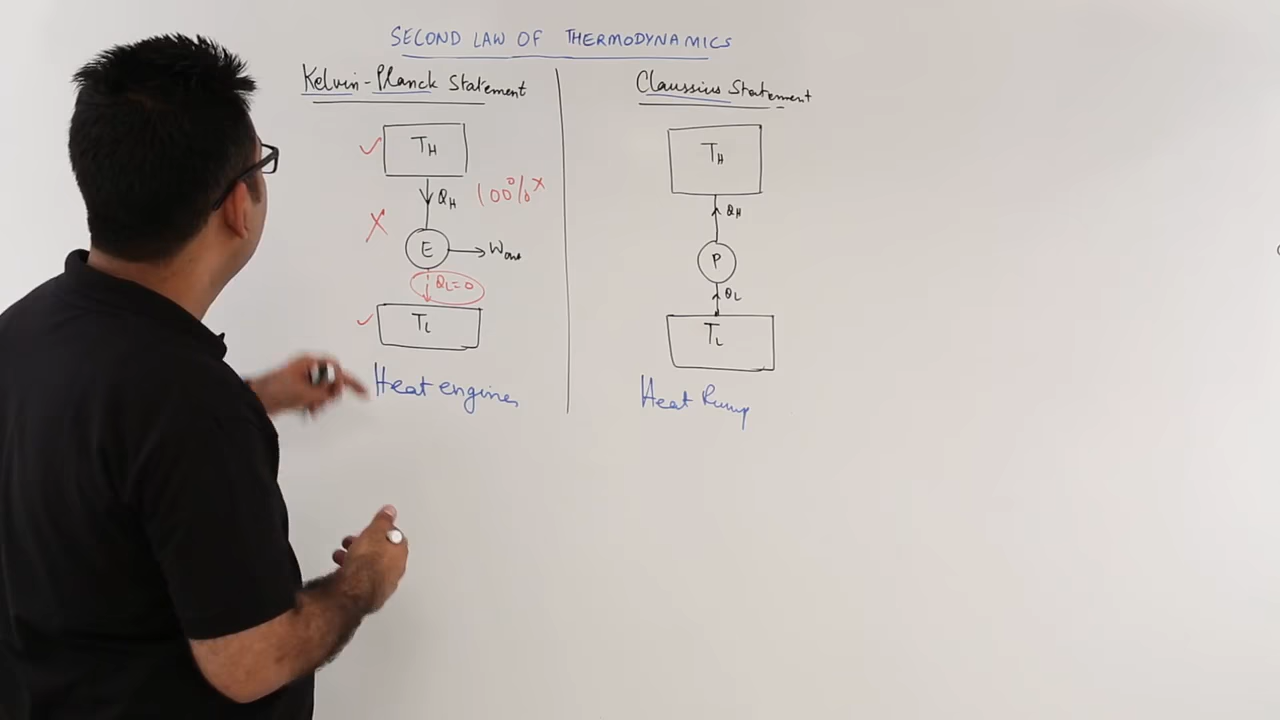 SECOND LAW OF THERMODYNAMICS
Kelvin-Planck Statement
TH
QH
100% x
X
E
Wout
QL=0
TL
Heat engines
Claussius Statement
TH
QH
P
QL
TL
Heat Pump